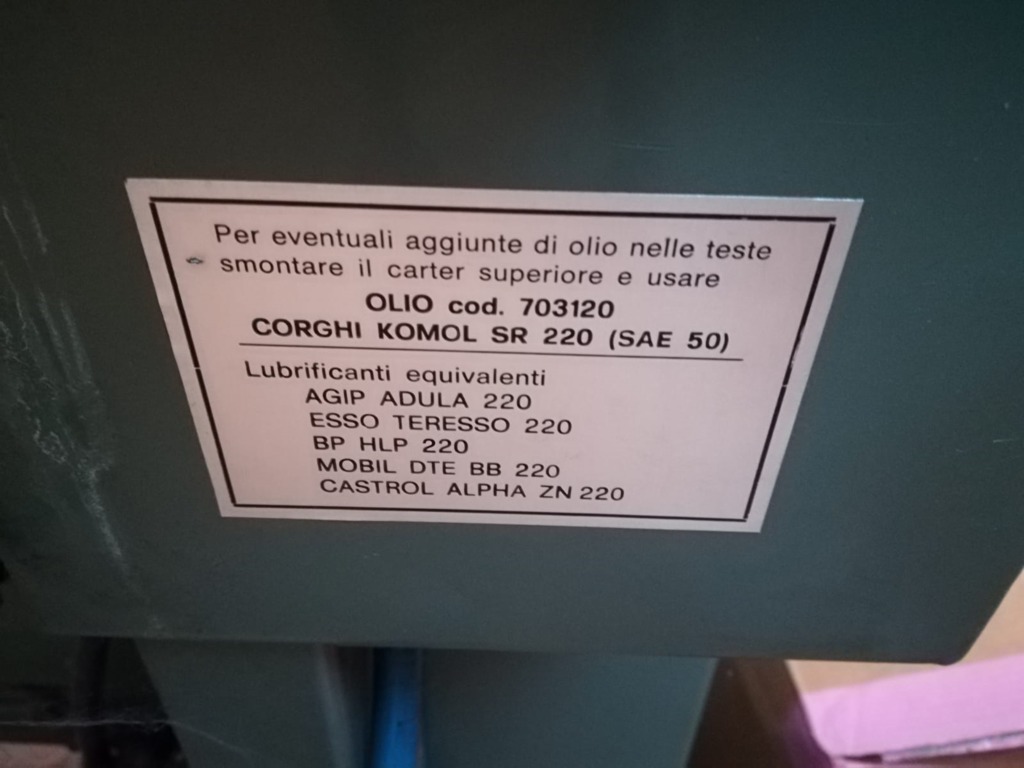 Per eventuali aggiunte di olio nelle teste
smontare il carter superiore e usare
OLIO cod. 703120
CORGHI KOMOL SR 220 (SAE 50)
Lubrificanti equivalenti
AGIP ADULA 220
ESSO TERESSO 220
BP HLP 220
MOBIL DTE BB 220
CASTROL ALPHA ZN 220